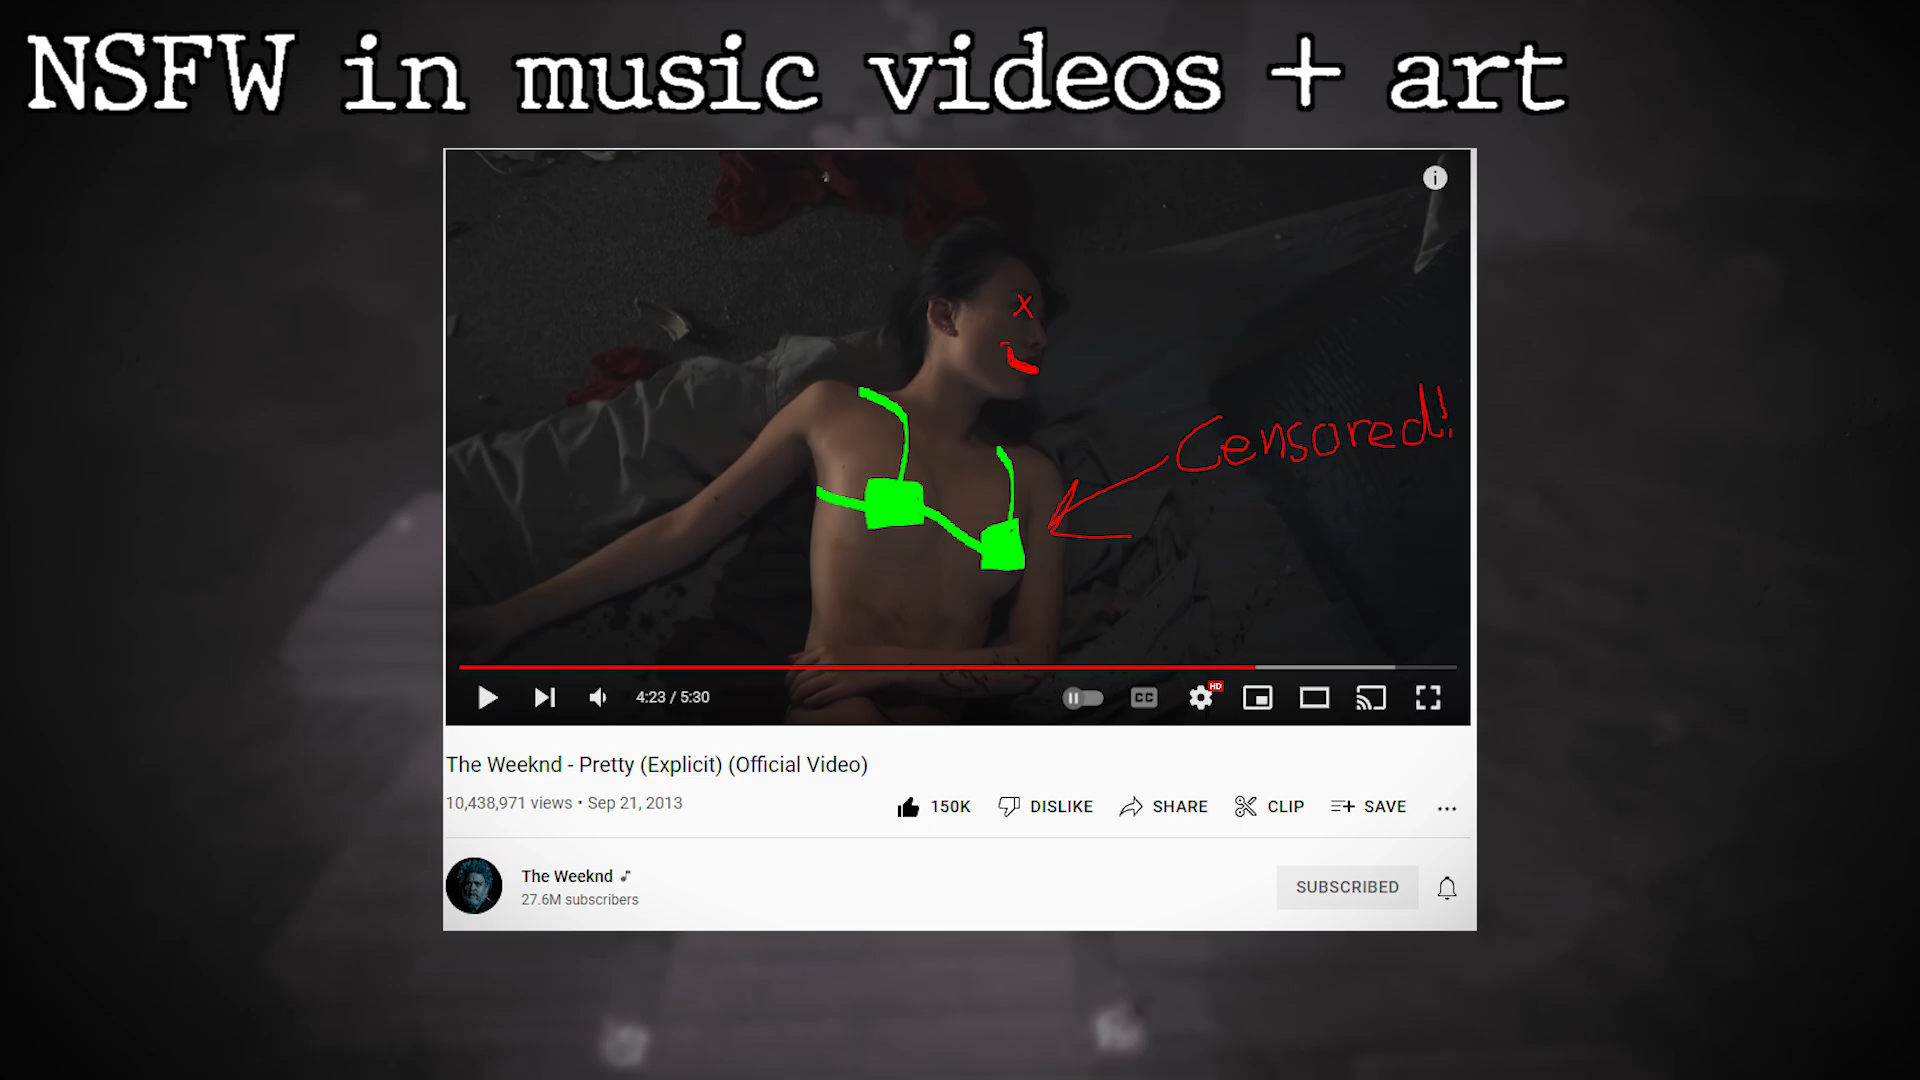 NSFW in music videos + art
i
X
Censored!
4:23 / 5:30
CC
HD
The Weeknd - Pretty (Explicit) (Official Video)
10,438,971 views • Sep 21, 2013
150K DISLIKE SHARE CLIP SAVE ...
The Weeknd
27.6M subscribers
SUBSCRIBED